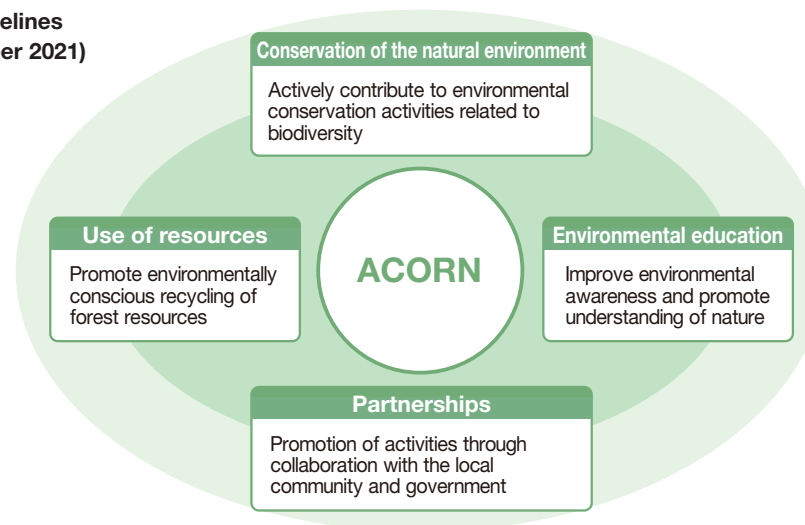 elines
er 2021)
Conservation of the natural environment
Actively contribute to environmental
conservation activities related to
biodiversity
Use of resources
Promote environmentally
conscious recycling of
forest resources
ACORN
Environmental education
Improve environmental
awareness and promote
understanding of nature
Partnerships
Promotion of activities through
collaboration with the local
community and government